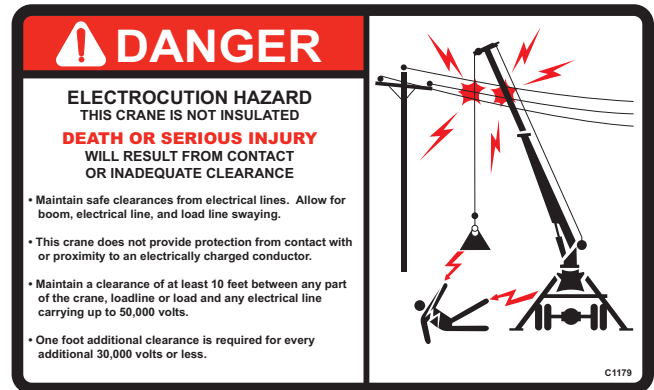 DANGER
ELECTROCUTION HAZARD
THIS CRANE IS NOT INSULATED
DEATH OR SERIOUS INJURY
WILL RESULT FROM CONTACT
OR INADEQUATE CLEARANCE
• Maintain safe clearances from electrical lines. Allow for
boom, electrical line, and load line swaying.
• This crane does not provide protection from contact with
or proximity to an electrically charged conductor.
• Maintain a clearance of at least 10 feet between any part
of the crane, loadline or load and any electrical line
carrying up to 50,000 volts.
• One foot additional clearance is required for every
additional 30,000 volts or less.
C1179